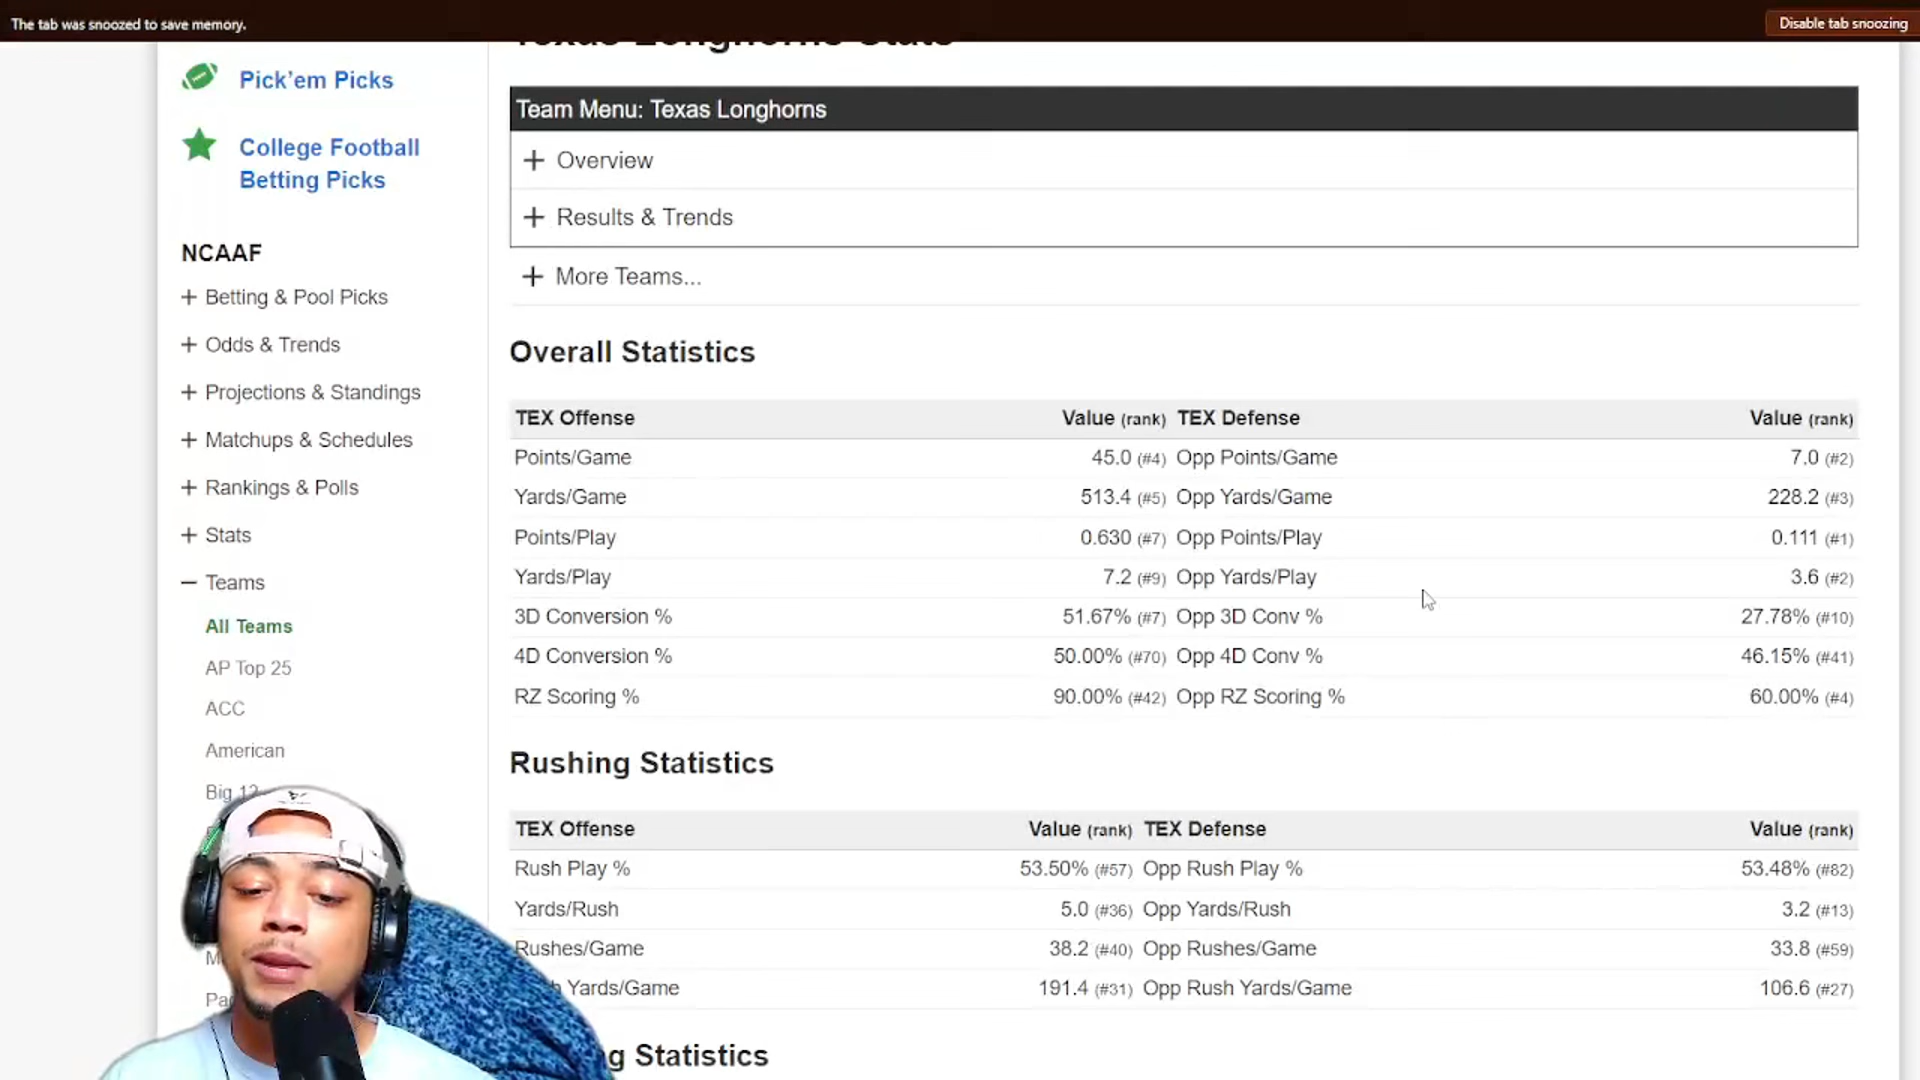 The tab was snoozed to save memory.
Disable tab snoozing
Texas Longhorns Stats
Pick’em Picks
College Football
Betting Picks
NCAAF
+ Betting & Pool Picks
+ Odds & Trends
+ Projections & Standings
+ Matchups & Schedules
+ Rankings & Polls
+ Stats
− Teams
All Teams
AP Top 25
ACC
American
Big 12
Team Menu: Texas Longhorns
+ Overview
+ Results & Trends
+ More Teams...
Overall Statistics
TEX Offense Value (rank) TEX Defense Value (rank)
Points/Game 45.0 (#4) Opp Points/Game 7.0 (#2)
Yards/Game 513.4 (#5) Opp Yards/Game 228.2 (#3)
Points/Play 0.630 (#7) Opp Points/Play 0.111 (#1)
Yards/Play 7.2 (#9) Opp Yards/Play 3.6 (#2)
3D Conversion % 51.67% (#7) Opp 3D Conv % 27.78% (#10)
4D Conversion % 50.00% (#70) Opp 4D Conv % 46.15% (#41)
RZ Scoring % 90.00% (#42) Opp RZ Scoring % 60.00% (#4)
Rushing Statistics
TEX Offense Value (rank) TEX Defense Value (rank)
Rush Play % 53.50% (#57) Opp Rush Play % 53.48% (#82)
Yards/Rush 5.0 (#36) Opp Yards/Rush 3.2 (#13)
Rushes/Game 38.2 (#40) Opp Rushes/Game 33.8 (#59)
Yards/Game 191.4 (#31) Opp Rush Yards/Game 106.6 (#27)
Statistics